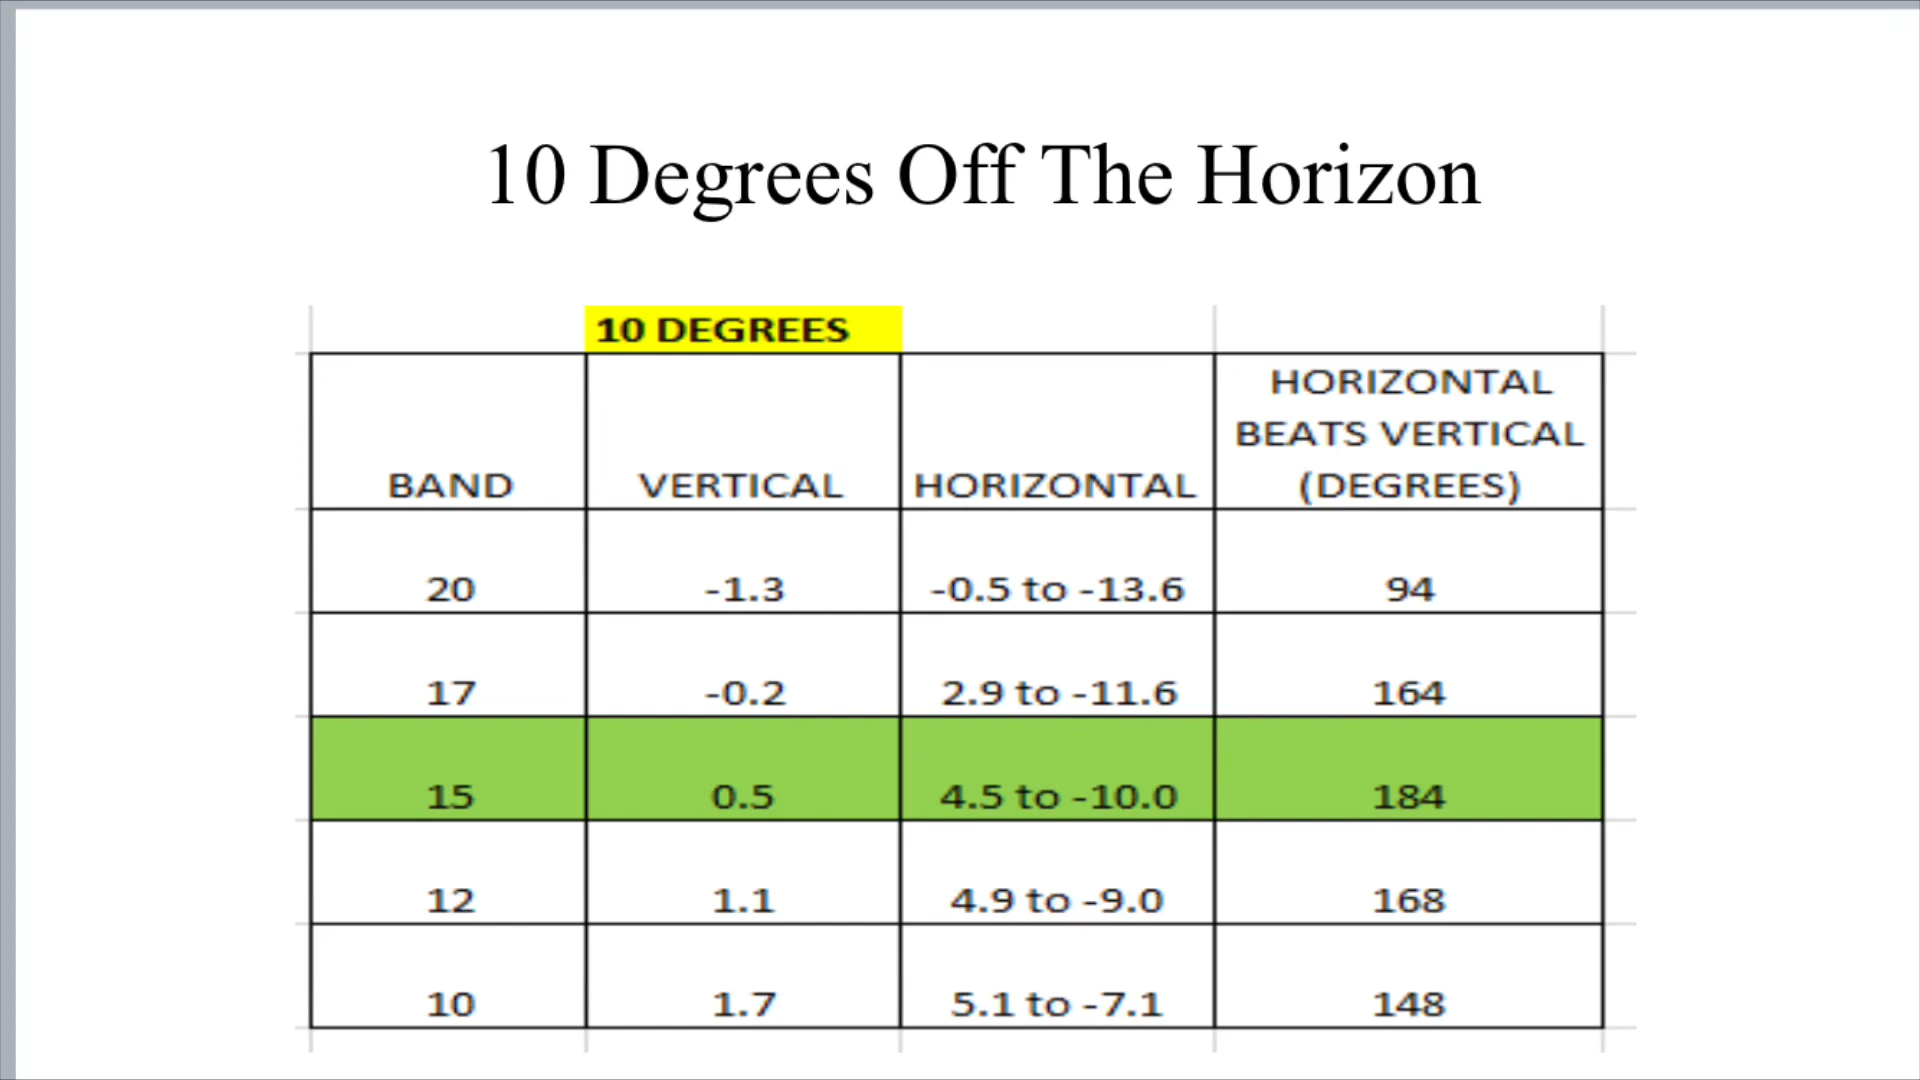 10 Degrees Off The Horizon
10 DEGREES
BAND VERTICAL HORIZONTAL HORIZONTAL BEATS VERTICAL (DEGREES)
20 -1.3 -0.5 to -13.6 94
17 -0.2 2.9 to -11.6 164
15 0.5 4.5 to -10.0 184
12 1.1 4.9 to -9.0 168
10 1.7 5.1 to -7.1 148